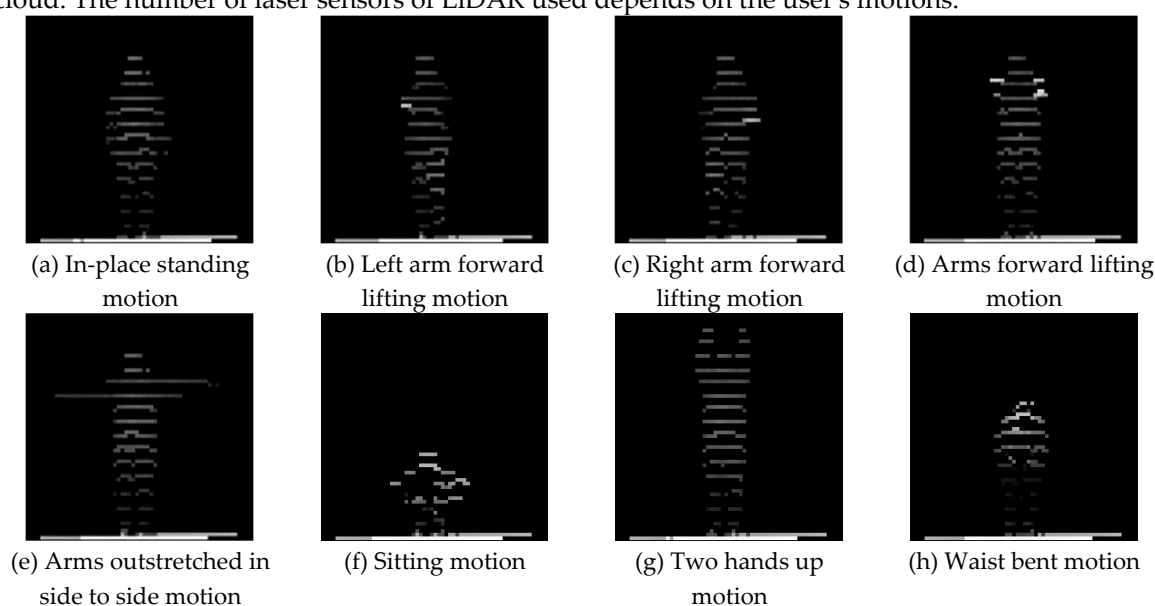 cloud. The number of laser sensors of LiDAR used depends on the user's motions.
(a) In-place standing
motion
(b) Left arm forward
lifting motion
(c) Right arm forward
lifting motion
(d) Arms forward lifting
motion
(e) Arms outstretched in
side to side motion
(f) Sitting motion
(g) Two hands up
motion
(h) Waist bent motion